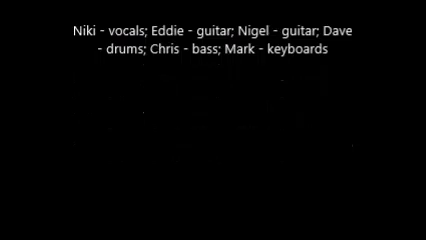 Niki - vocals; Eddie - guitar; Nigel - guitar; Dave
- drums; Chris - bass; Mark - keyboards